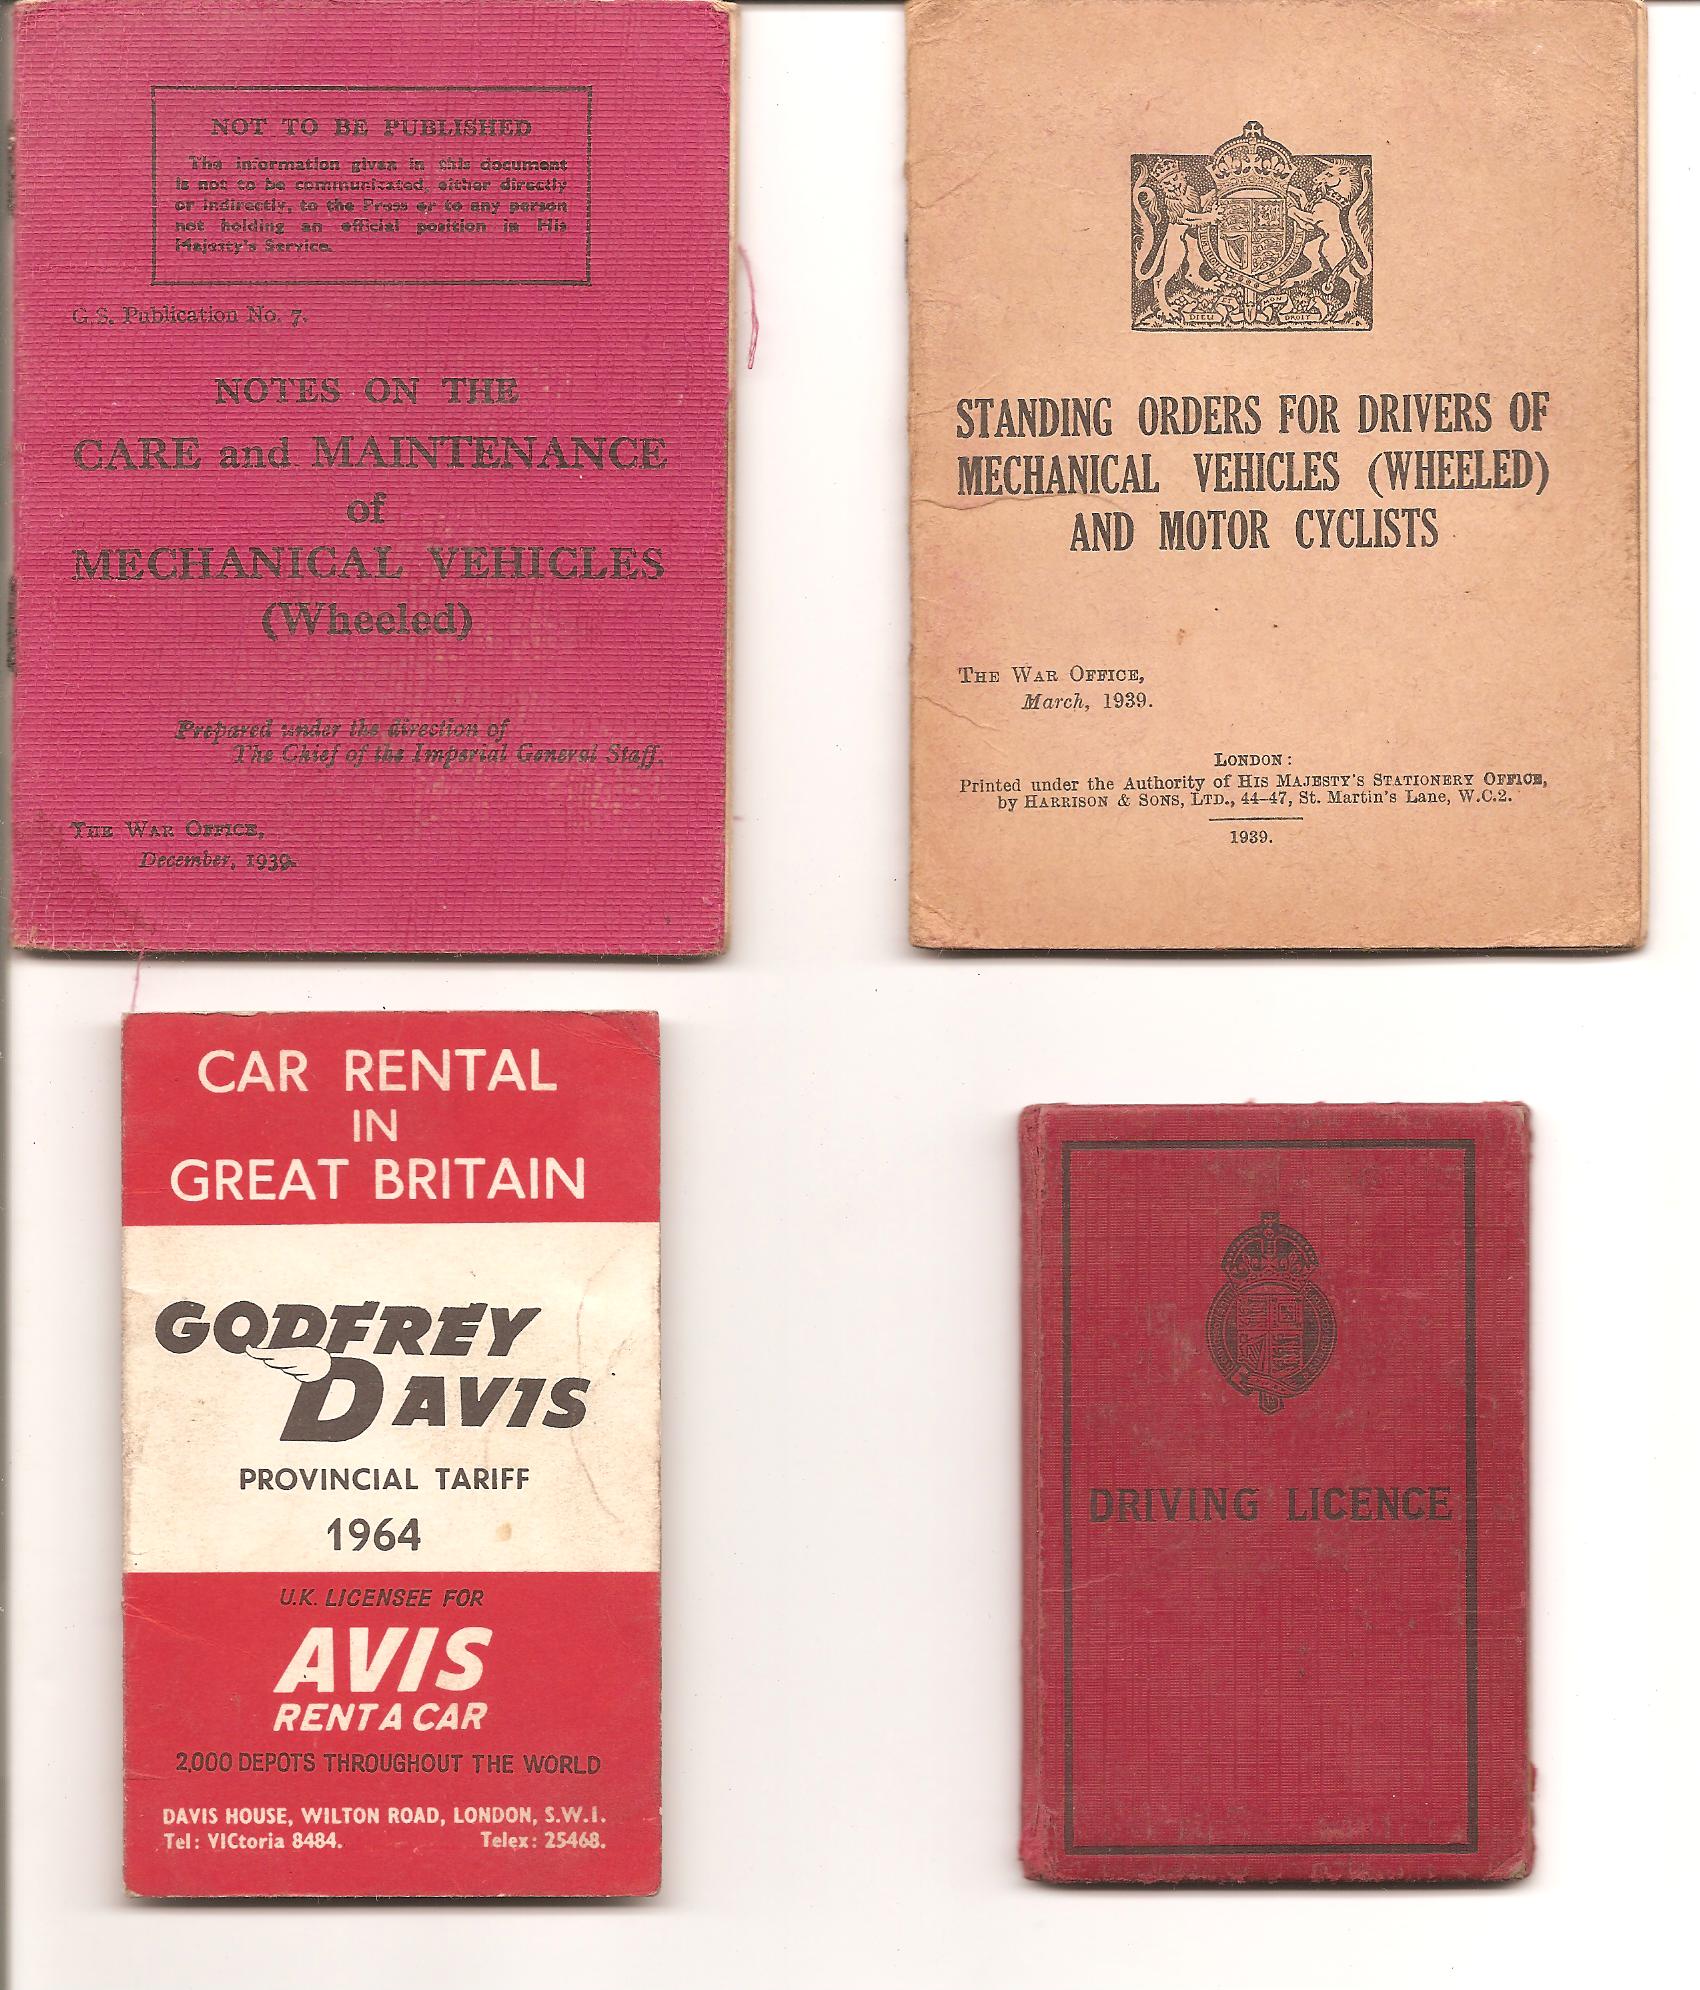 NOT TO BE PUBLISHED
The information given in this document
is not to be communicated, either directly
or indirectly, to the Press or to any person
not holding an official position in His
Majesty's Service.
G.S. Publication No. 7.
NOTES ON THE
CARE and MAINTENANCE
of
MECHANICAL VEHICLES
(Wheeled)
Prepared under the direction of
The Chief of the Imperial General Staff.
THE WAR OFFICE,
December, 1939.
DIEU ET MON DROIT
STANDING ORDERS FOR DRIVERS OF
MECHANICAL VEHICLES (WHEELED)
AND MOTOR CYCLISTS
THE WAR OFFICE,
March, 1939.
LONDON:
Printed under the Authority of HIS MAJESTY'S STATIONERY OFFICE,
by HARRISON & SONS, LTD., 44-47, St. Martin's Lane, W.C.2.
1939.
CAR RENTAL
IN
GREAT BRITAIN
GODFREY
DAVIS
PROVINCIAL TARIFF
1964
U.K. LICENSEE FOR
AVIS
RENT A CAR
2,000 DEPOTS THROUGHOUT THE WORLD
DAVIS HOUSE, WILTON ROAD, LONDON, S.W.1.
Tel: VICtoria 8484. Telex: 25468.
DRIVING LICENCE